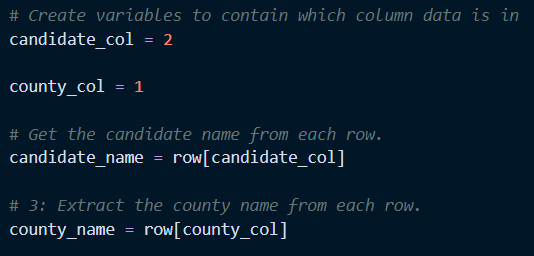 # Create variables to contain which column data is in
candidate_col = 2
county_col = 1
# Get the candidate name from each row.
candidate_name = row[candidate_col]
# 3: Extract the county name from each row.
county_name = row[county_col]